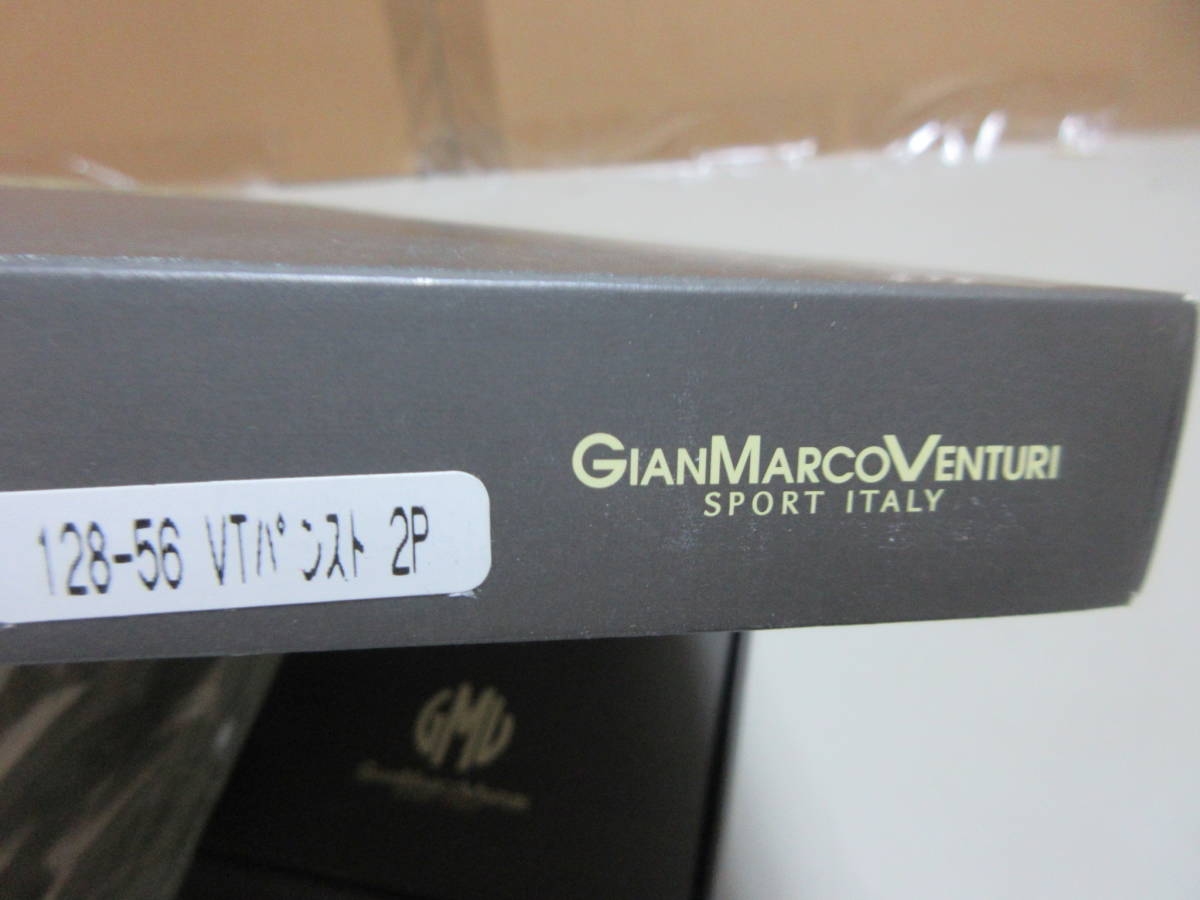 GIANMARCOVENTURI
SPORT ITALY
128-56 VTパンスト 2P
GMV